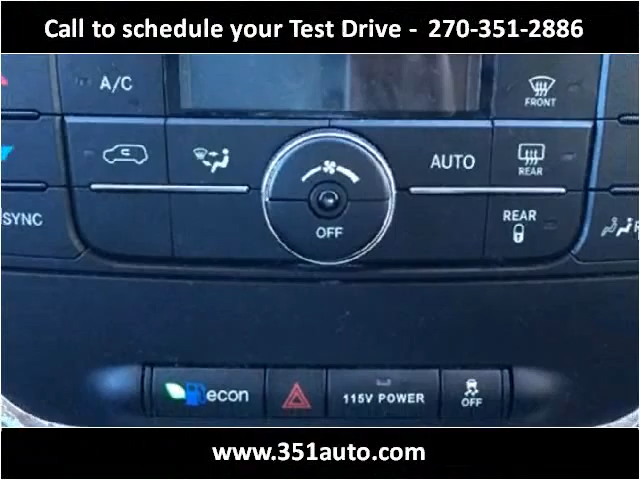 Call to schedule your Test Drive - 270-351-2886
A/C
FRONT
AUTO
REAR
SYNC
OFF
REAR
R
econ
115V POWER
OFF
www.351auto.com